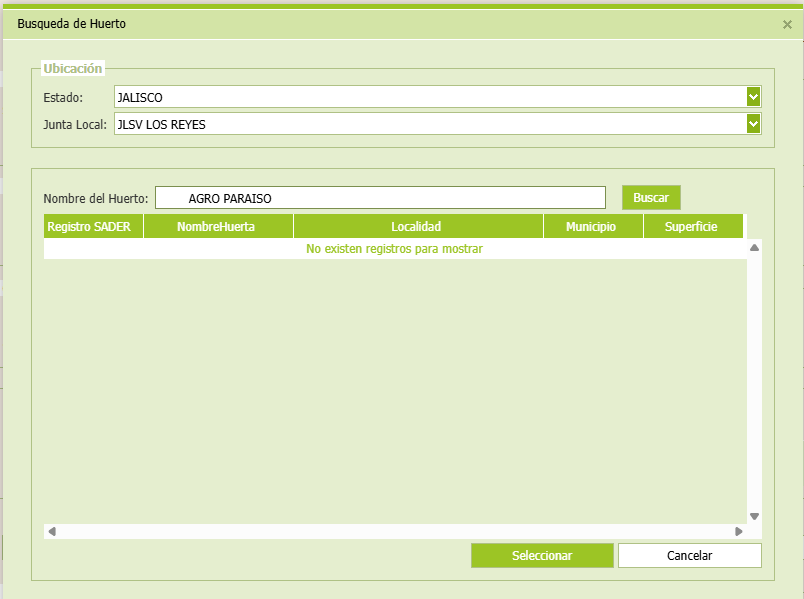 Busqueda de Huerto
Ubicación
Estado: JALISCO
Junta Local: JLSV LOS REYES
Nombre del Huerto: AGRO PARAISO Buscar
Registro SADER NombreHuerta Localidad Municipio Superficie
No existen registros para mostrar
Seleccionar Cancelar